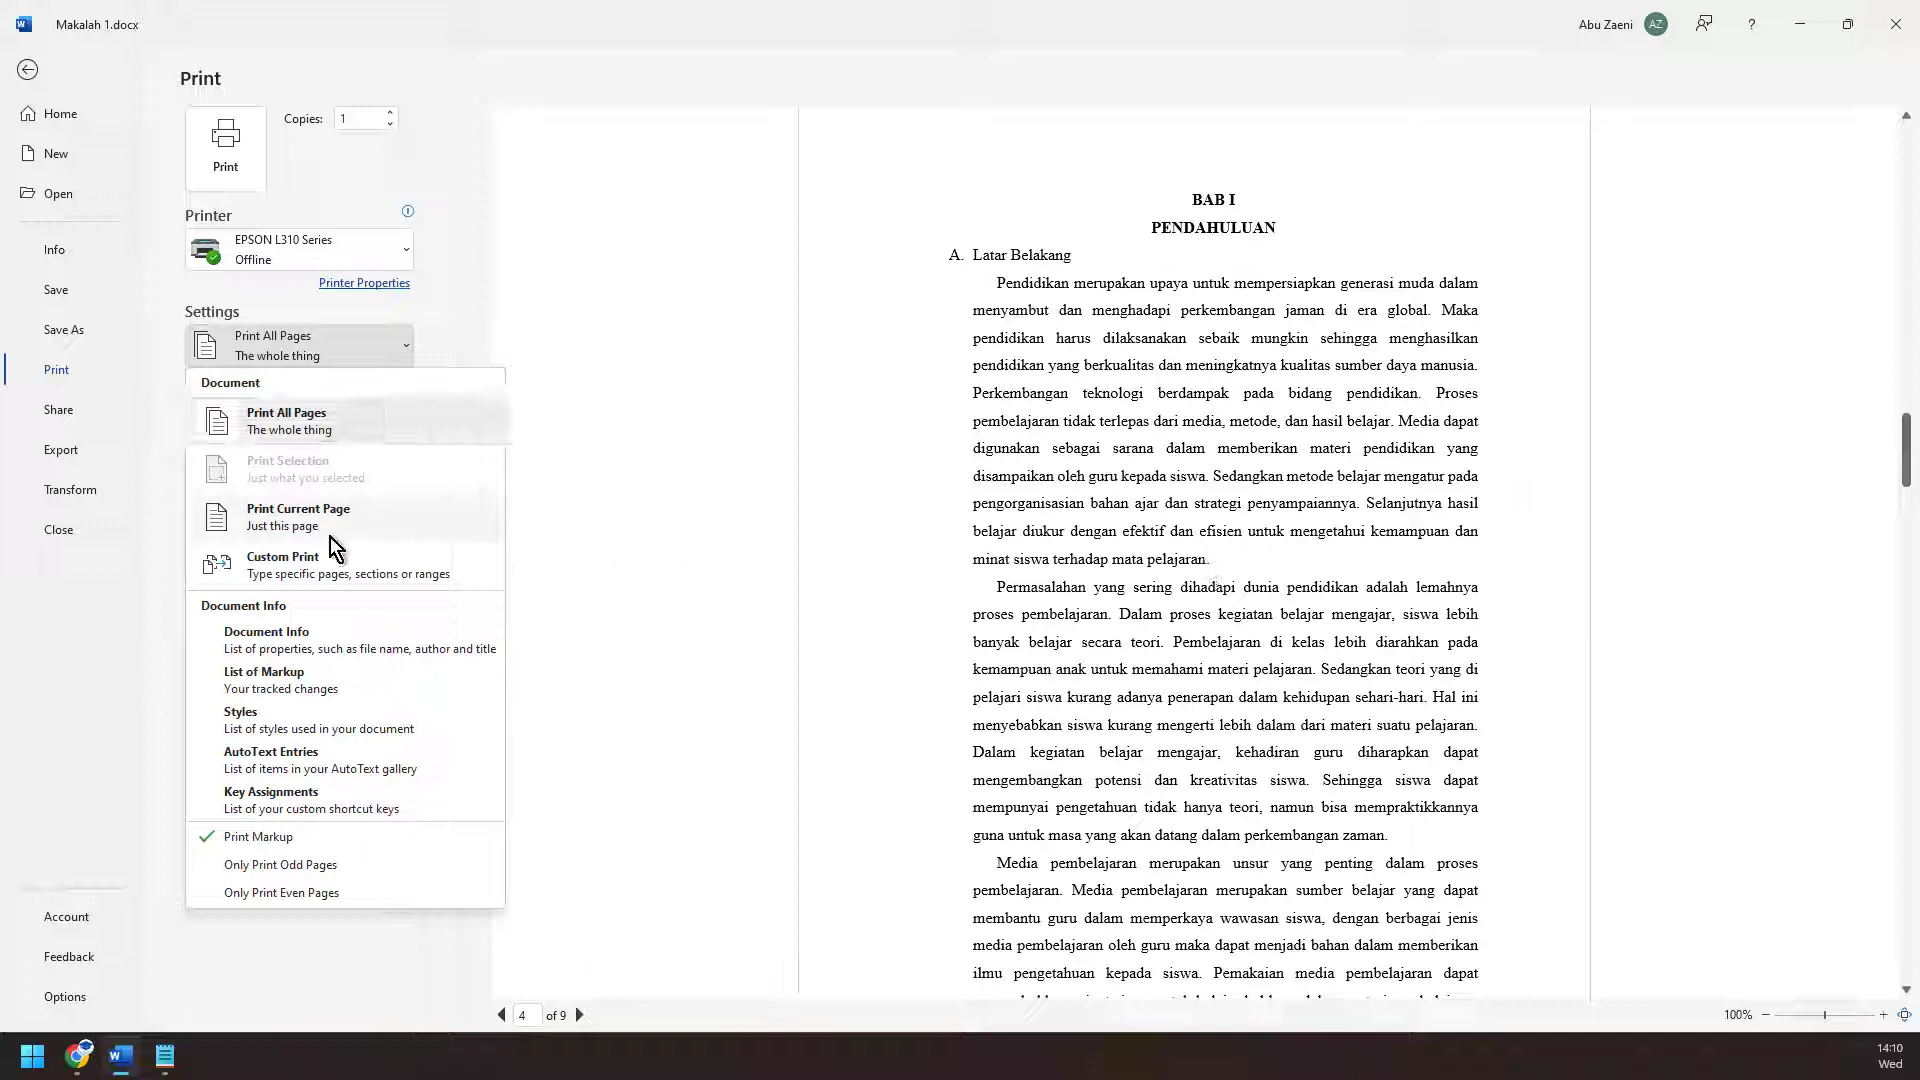 Makalah 1.docx
Abu Zaeni
AZ
?
Print
Home
New
Open
Info
Save
Save As
Print
Share
Export
Transform
Close
Account
Feedback
Options
Print
Copies: 1
Printer
EPSON L310 Series
Offline
Printer Properties
Settings
Print All Pages
The whole thing
Document
Print All Pages
The whole thing
Print Selection
Just what you selected
Print Current Page
Just this page
Custom Print
Type specific pages, sections or ranges
Document Info
Document Info
List of properties, such as file name, author and title
List of Markup
Your tracked changes
Styles
List of styles used in your document
AutoText Entries
List of items in your AutoText gallery
Key Assignments
List of your custom shortcut keys
Print Markup
Only Print Odd Pages
Only Print Even Pages
BAB I
PENDAHULUAN
A. Latar Belakang
Pendidikan merupakan upaya untuk mempersiapkan generasi muda dalam
menyambut dan menghadapi perkembangan jaman di era global. Maka
pendidikan harus dilaksanakan sebaik mungkin sehingga menghasilkan
pendidikan yang berkualitas dan meningkatnya kualitas sumber daya manusia.
Perkembangan teknologi berdampak pada bidang pendidikan. Proses
pembelajaran tidak terlepas dari media, metode, dan hasil belajar. Media dapat
digunakan sebagai sarana dalam memberikan materi pendidikan yang
disampaikan oleh guru kepada siswa. Sedangkan metode belajar mengatur pada
pengorganisasian bahan ajar dan strategi penyampaiannya. Selanjutnya hasil
belajar diukur dengan efektif dan efisien untuk mengetahui kemampuan dan
minat siswa terhadap mata pelajaran.
Permasalahan yang sering dihadapi dunia pendidikan adalah lemahnya
proses pembelajaran. Dalam proses kegiatan belajar mengajar, siswa lebih
banyak belajar secara teori. Pembelajaran di kelas lebih diarahkan pada
kemampuan anak untuk memahami materi pelajaran. Sedangkan teori yang di
pelajari siswa kurang adanya penerapan dalam kehidupan sehari-hari. Hal ini
menyebabkan siswa kurang mengerti lebih dalam dari materi suatu pelajaran.
Dalam kegiatan belajar mengajar, kehadiran guru diharapkan dapat
mengembangkan potensi dan kreativitas siswa. Sehingga siswa dapat
mempunyai pengetahuan tidak hanya teori, namun bisa mempraktikkannya
guna untuk masa yang akan datang dalam perkembangan zaman.
Media pembelajaran merupakan unsur yang penting dalam proses
pembelajaran. Media pembelajaran merupakan sumber belajar yang dapat
membantu guru dalam memperkaya wawasan siswa, dengan berbagai jenis
media pembelajaran oleh guru maka dapat menjadi bahan dalam memberikan
ilmu pengetahuan kepada siswa. Pemakaian media pembelajaran dapat
4 of 9
100%
14:10
Wed